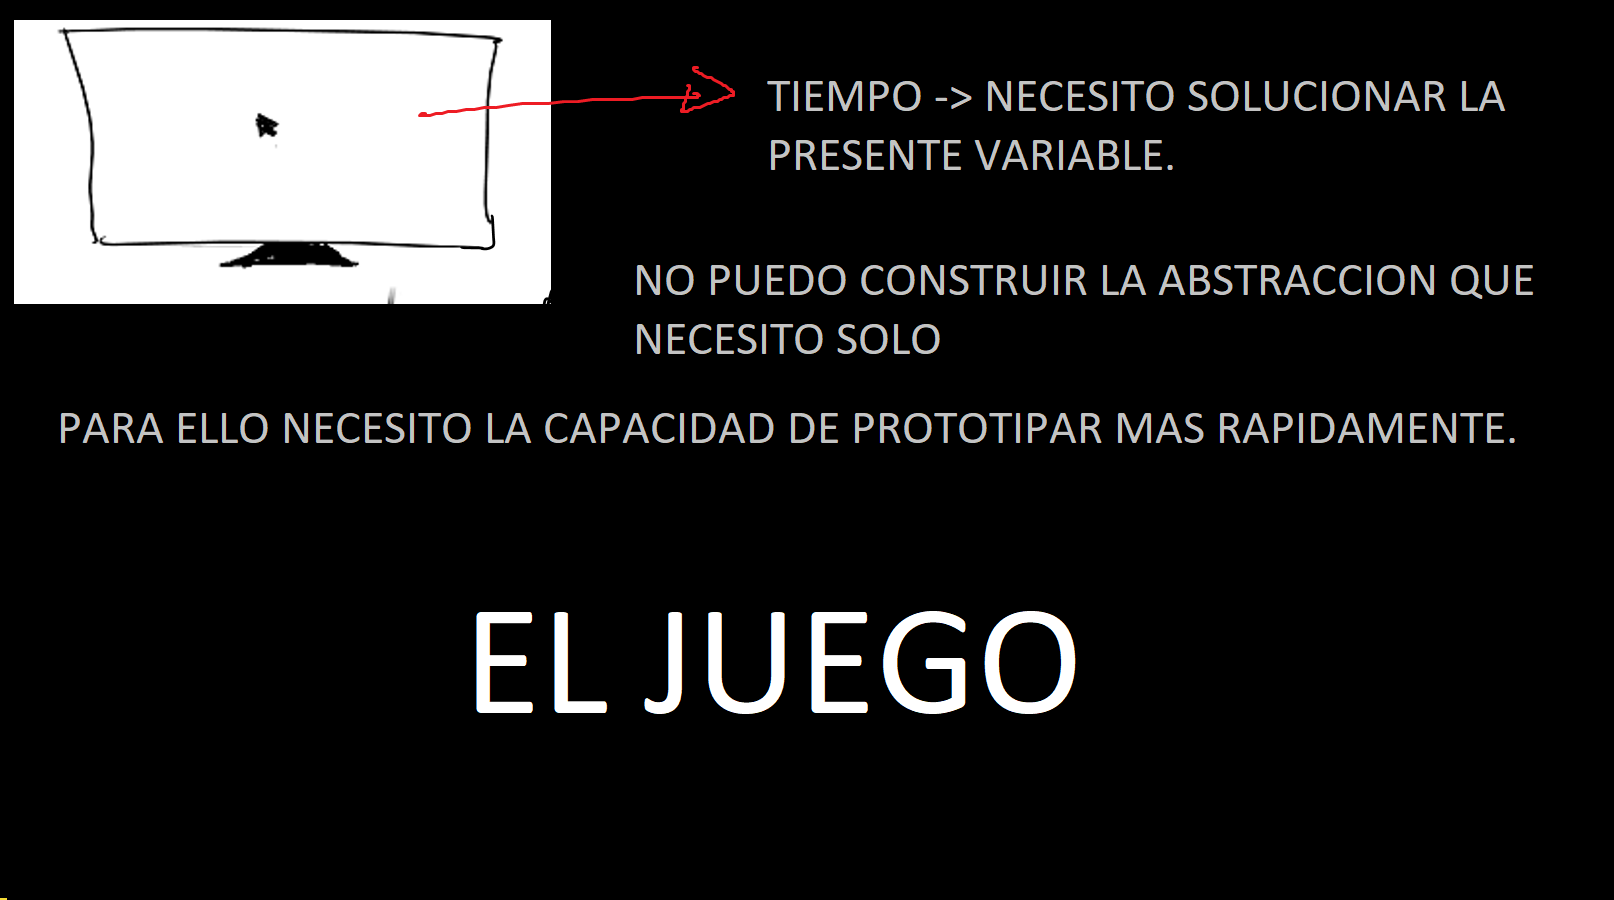 TIEMPO -> NECESITO SOLUCIONAR LA
PRESENTE VARIABLE.
NO PUEDO CONSTRUIR LA ABSTRACCION QUE
NECESITO SOLO
PARA ELLO NECESITO LA CAPACIDAD DE PROTOTIPAR MAS RAPIDAMENTE.
EL JUEGO